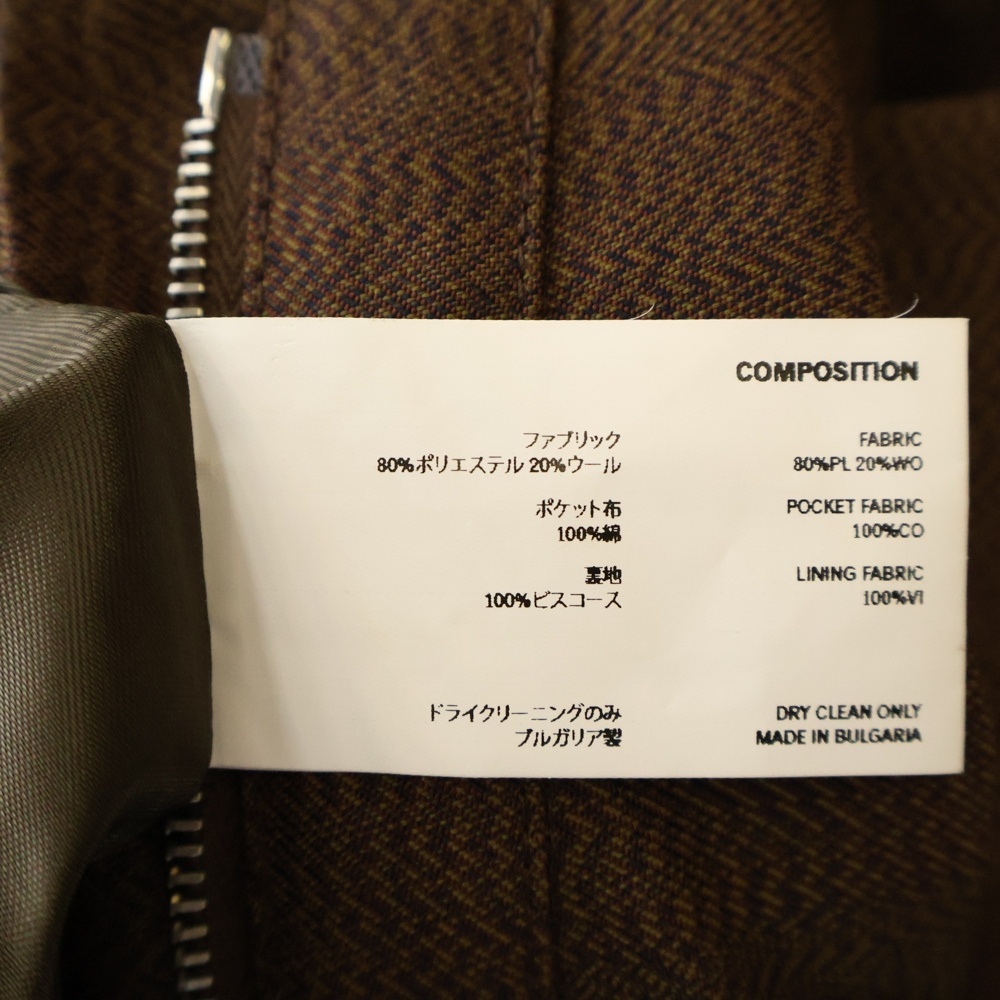 COMPOSITION
ファブリック
80%ポリエステル 20%ウール
ポケット布
100%綿
裏地
100%ビスコース
ドライクリーニングのみ
ブルガリア製
FABRIC
80%PL 20%WO
POCKET FABRIC
100%CO
LINING FABRIC
100%VI
DRY CLEAN ONLY
MADE IN BULGARIA